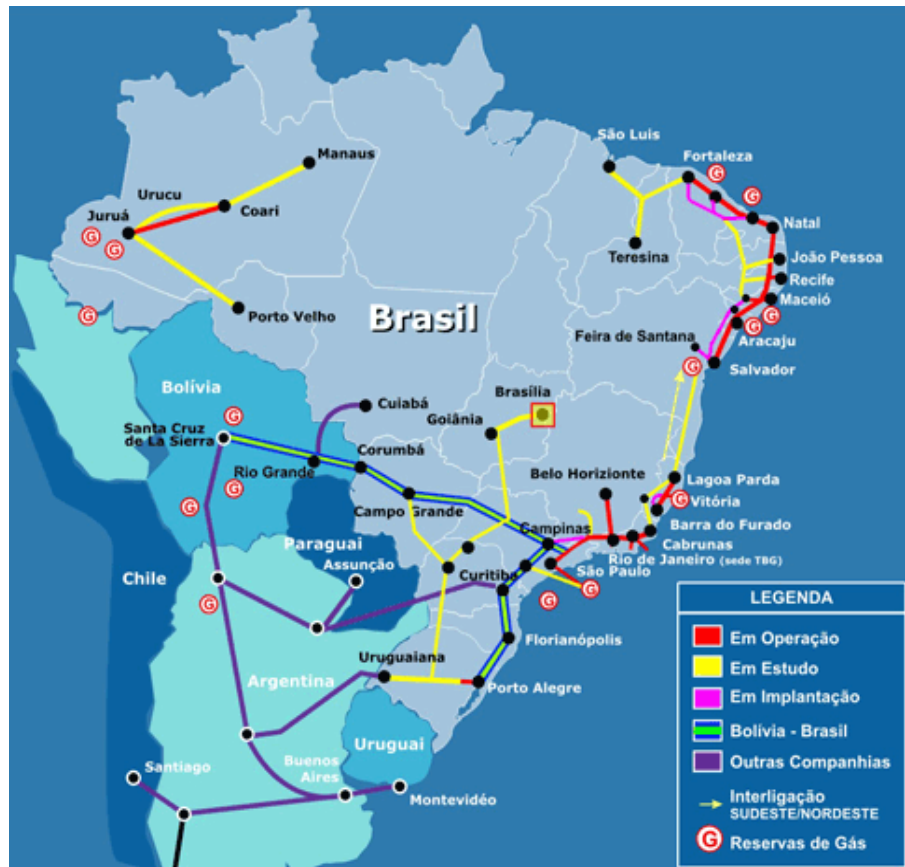 São Luis
Fortaleza
G
Manaus
G
Urucu
Coari
Natal
Juruá
G
G
Teresina
João Pessoa
Recife
Maceió
Porto Velho
G
Brasil
G
G
Feira de Santana
Aracaju
Salvador
G
Bolívia
Cuiabá
Brasília
G
Goiânia
Santa Cruz
de La Sierra
Corumbá
Rio Grande
Belo Horizionte
Lagoa Parda
G
G
G
Vitória
Campo Grande
Campinas
Barra do Furado
Paraguai
Cabrunas
Rio de Janeiro (sede TBG)
Assunção
São Paulo
Chile
Curitiba
G
G
G
Florianópolis
Uruguaiana
Argentina
Porto Alegre
Uruguai
Buenos
Aires
Santiago
Montevidéo
LEGENDA
Em Operação
Em Estudo
Em Implantação
Bolívia - Brasil
Outras Companhias
Interligação
SUDESTE/NORDESTE
G Reservas de Gás